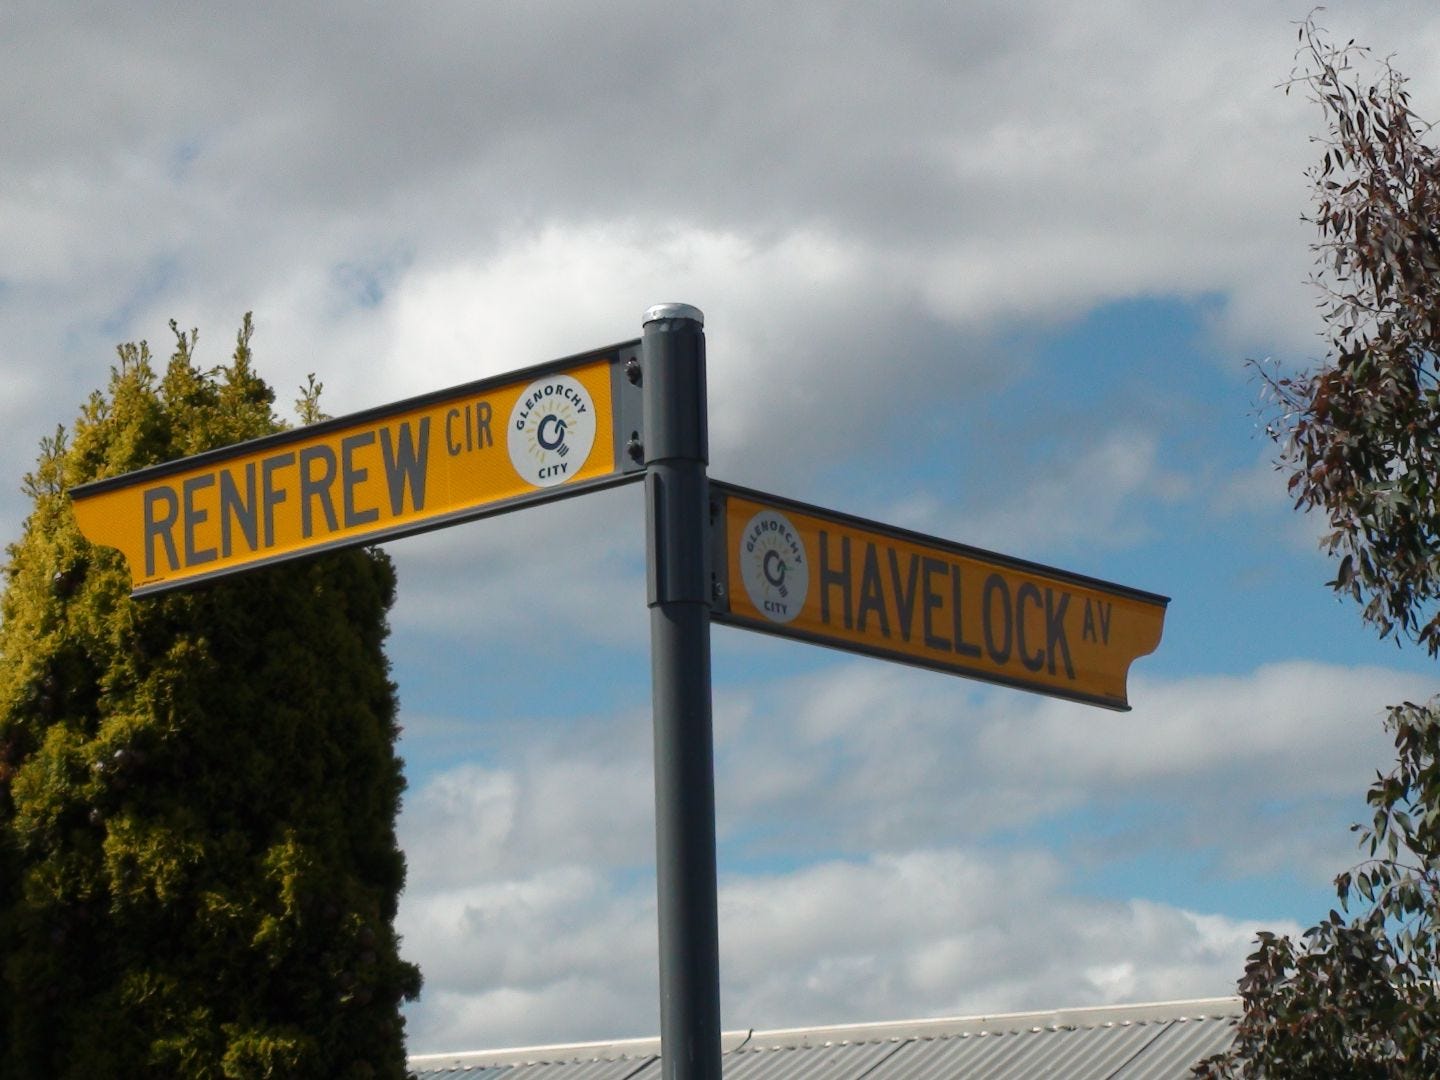 RENFREW CIR
GLENORCHY
CITY
GLENORCHY
CITY
HAVELOCK AV